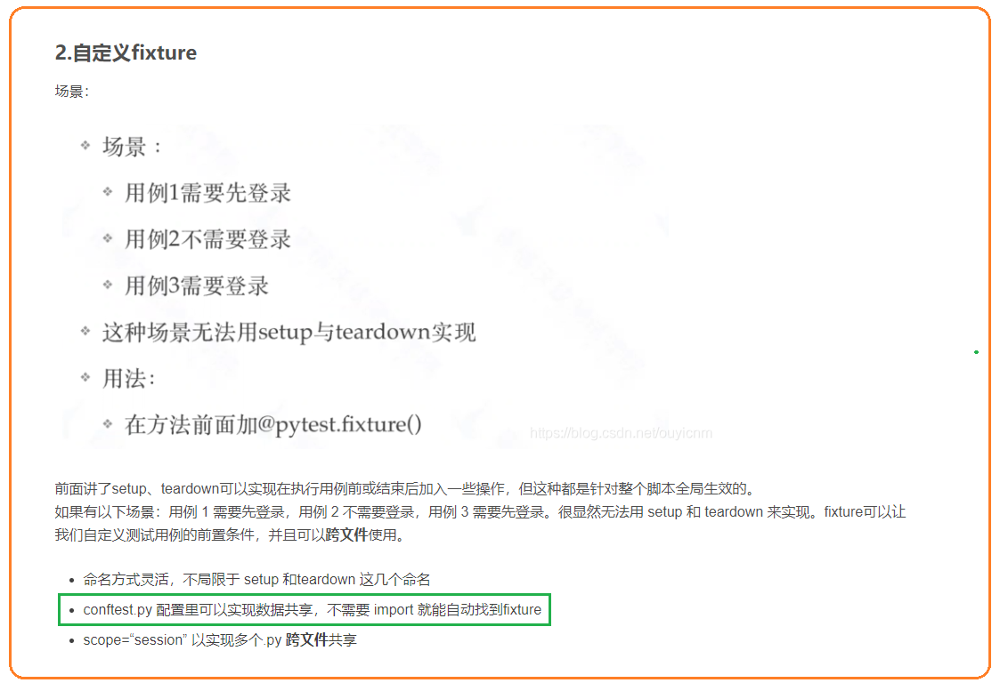 2.自定义fixture
场景：
场景：
用例1需要先登录
用例2不需要登录
用例3需要登录
这种场景无法用setup与teardown实现
用法：
在方法前面加@pytest.fixture()
https://blog.csdn.net/ouyicnm
前面讲了setup、teardown可以实现在执行用例前或结束后加入一些操作，但这种都是针对整个脚本全局生效的。
如果有以下场景：用例 1 需要先登录，用例 2 不需要登录，用例 3 需要先登录。很显然无法用 setup 和 teardown 来实现。fixture可以让
我们自定义测试用例的前置条件，并且可以跨文件使用。
命名方式灵活，不局限于 setup 和teardown 这几个命名
conftest.py 配置里可以实现数据共享，不需要 import 就能自动找到fixture
scope=“session” 以实现多个.py 跨文件共享